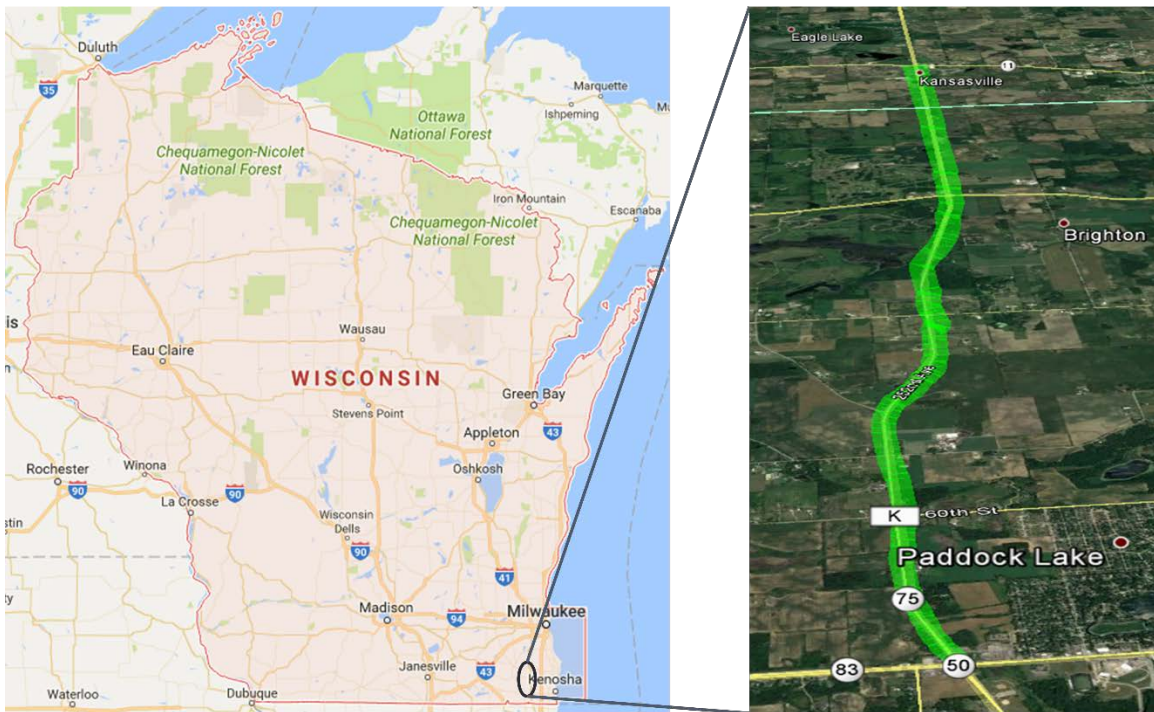 Duluth
35
Marquette
Ishpeming
Ottawa
National Forest
Chequamegon-Nicolet
National Forest
Iron Mountain
Escanaba
Chequamegon-Nicolet
National Forest
Wausau
Eau Claire
WISCONSIN
Green Bay
Stevens Point
43
Appleton
Oshkosh
Rochester
90
Winona
90
La Crosse
Wisconsin
Dells
90
41
Madison
94
Milwaukee
Janesville
43
Kenosha
Waterloo
Dubuque
Eagle Lake
11
Kansasville
Brighton
K
60th St
Paddock Lake
75
83
50